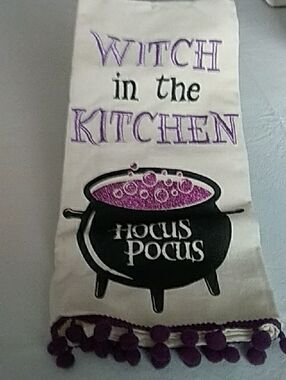 WITCH
in the
KITCHEN
HOCUS
POCUS